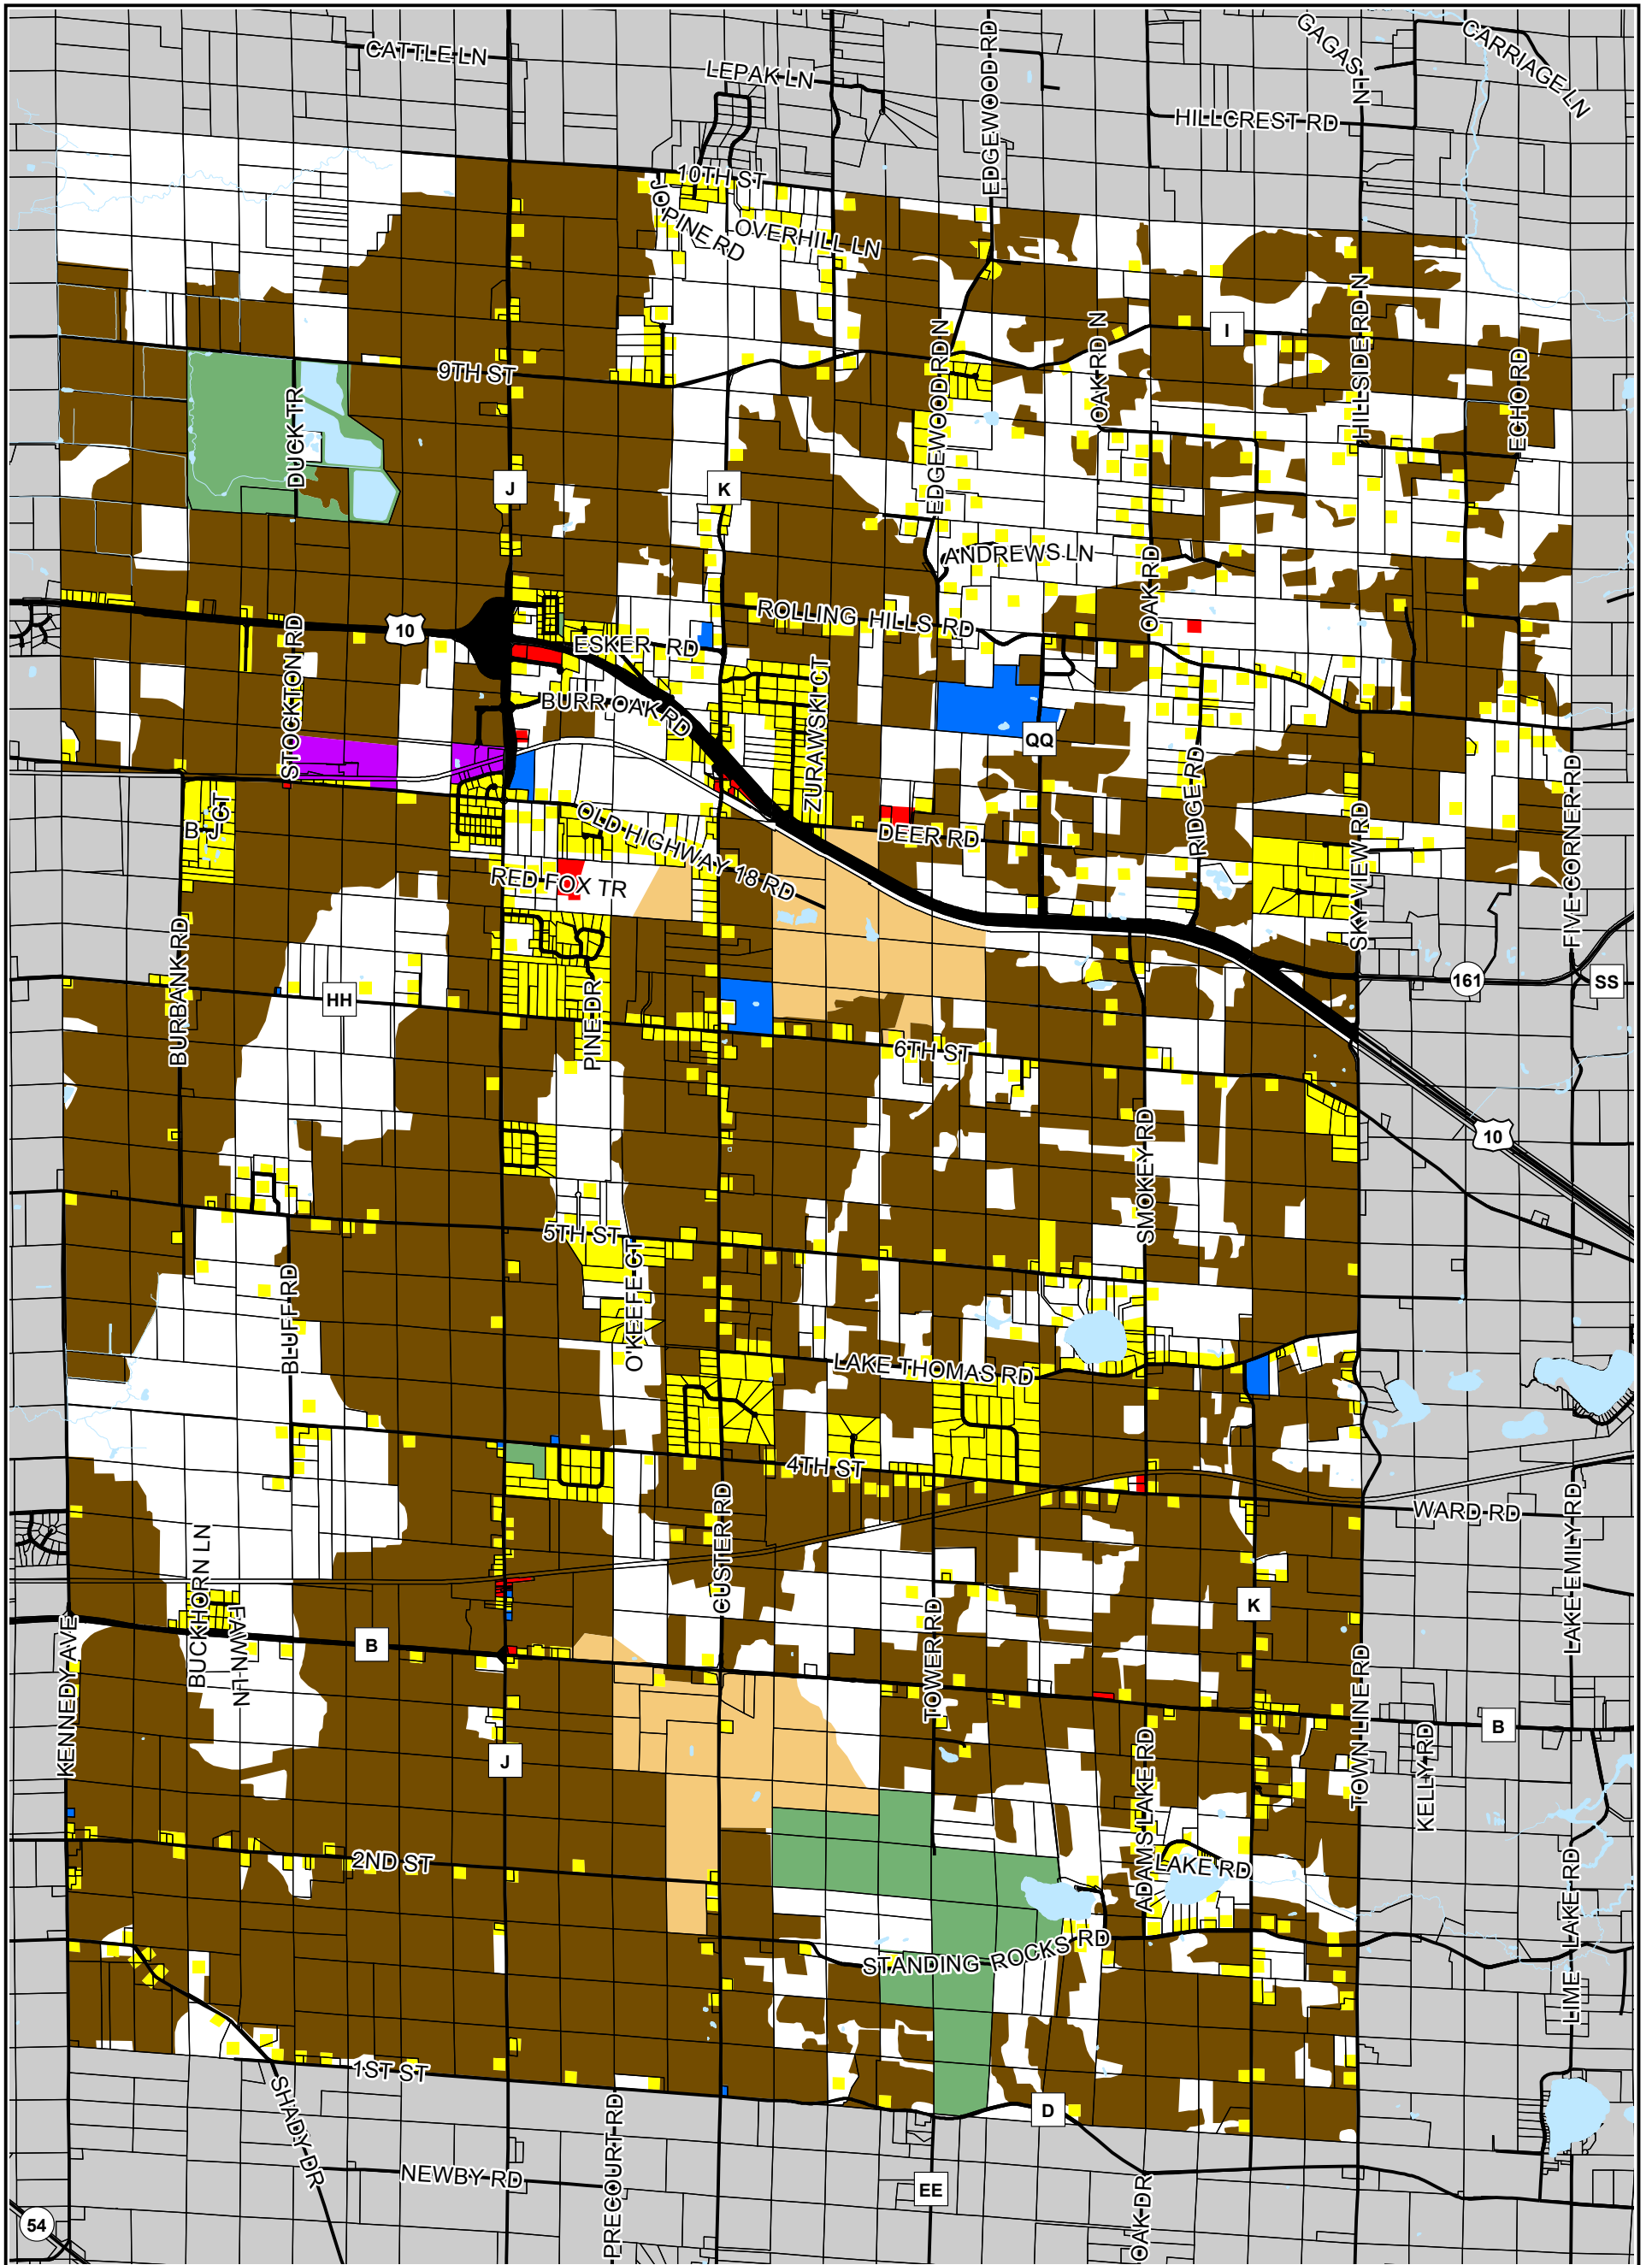 CATTLE LN
LEPAK LN
EDGEWOOD RD
GAGAS LN
CARRIAGE LN
HILLCREST RD
N
10TH ST
JO
PINE RD
OVERHILL LN
HILLSIDE RD N
I
OAK RD N
EDGEWOOD RD N
ECHO RD
9TH ST
DUCK TR
J
K
ANDREWS LN
OAK RD
ROLLING HILLS RD
10
STOCKTON RD
ESKER RD
BURR OAK RD
ZURAWSKI CT
QQ
RIDGE RD
SKY VIEW RD
FIVE CORNER RD
B J CT
OLD HIGHWAY 18 RD
DEER RD
RED FOX TR
BURBANK RD
HH
PINE DR
161
SS
6TH ST
SMOKEY RD
10
5TH ST
O'KEEFE CT
BLUFF RD
LAKE THOMAS RD
4TH ST
CUSTER RD
WARD RD
LAKE EMILY RD
BUCKHORN LN
FAWN LN
K
TOWER RD
B
KENNEDY AVE
TOWN LINE RD
B
J
ADAMS LAKE RD
KELLY RD
2ND ST
LAKE RD
STANDING ROCKS RD
LIME LAKE RD
1ST ST
SHADY DR
D
NEWBY RD
PRECOURT RD
EE
OAK DR
54